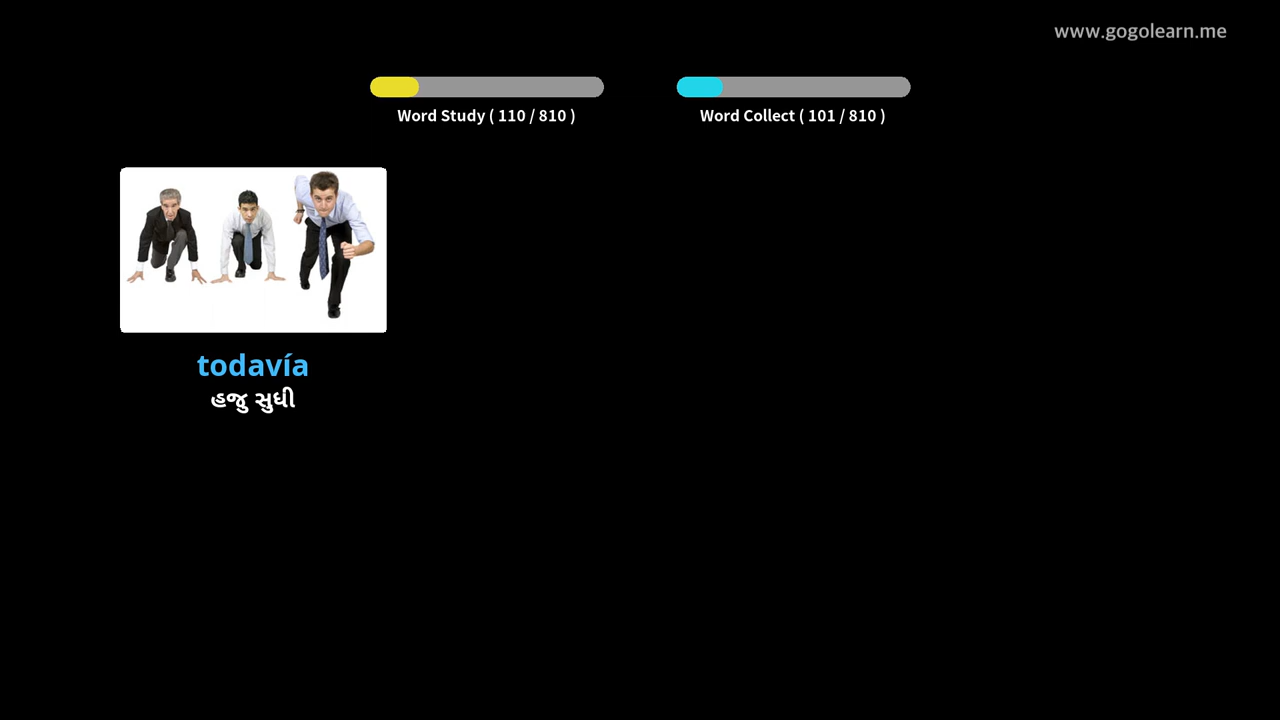 www.gogolearn.me
Word Study ( 110 / 810 )
Word Collect ( 101 / 810 )
todavía
હજુ સુધી